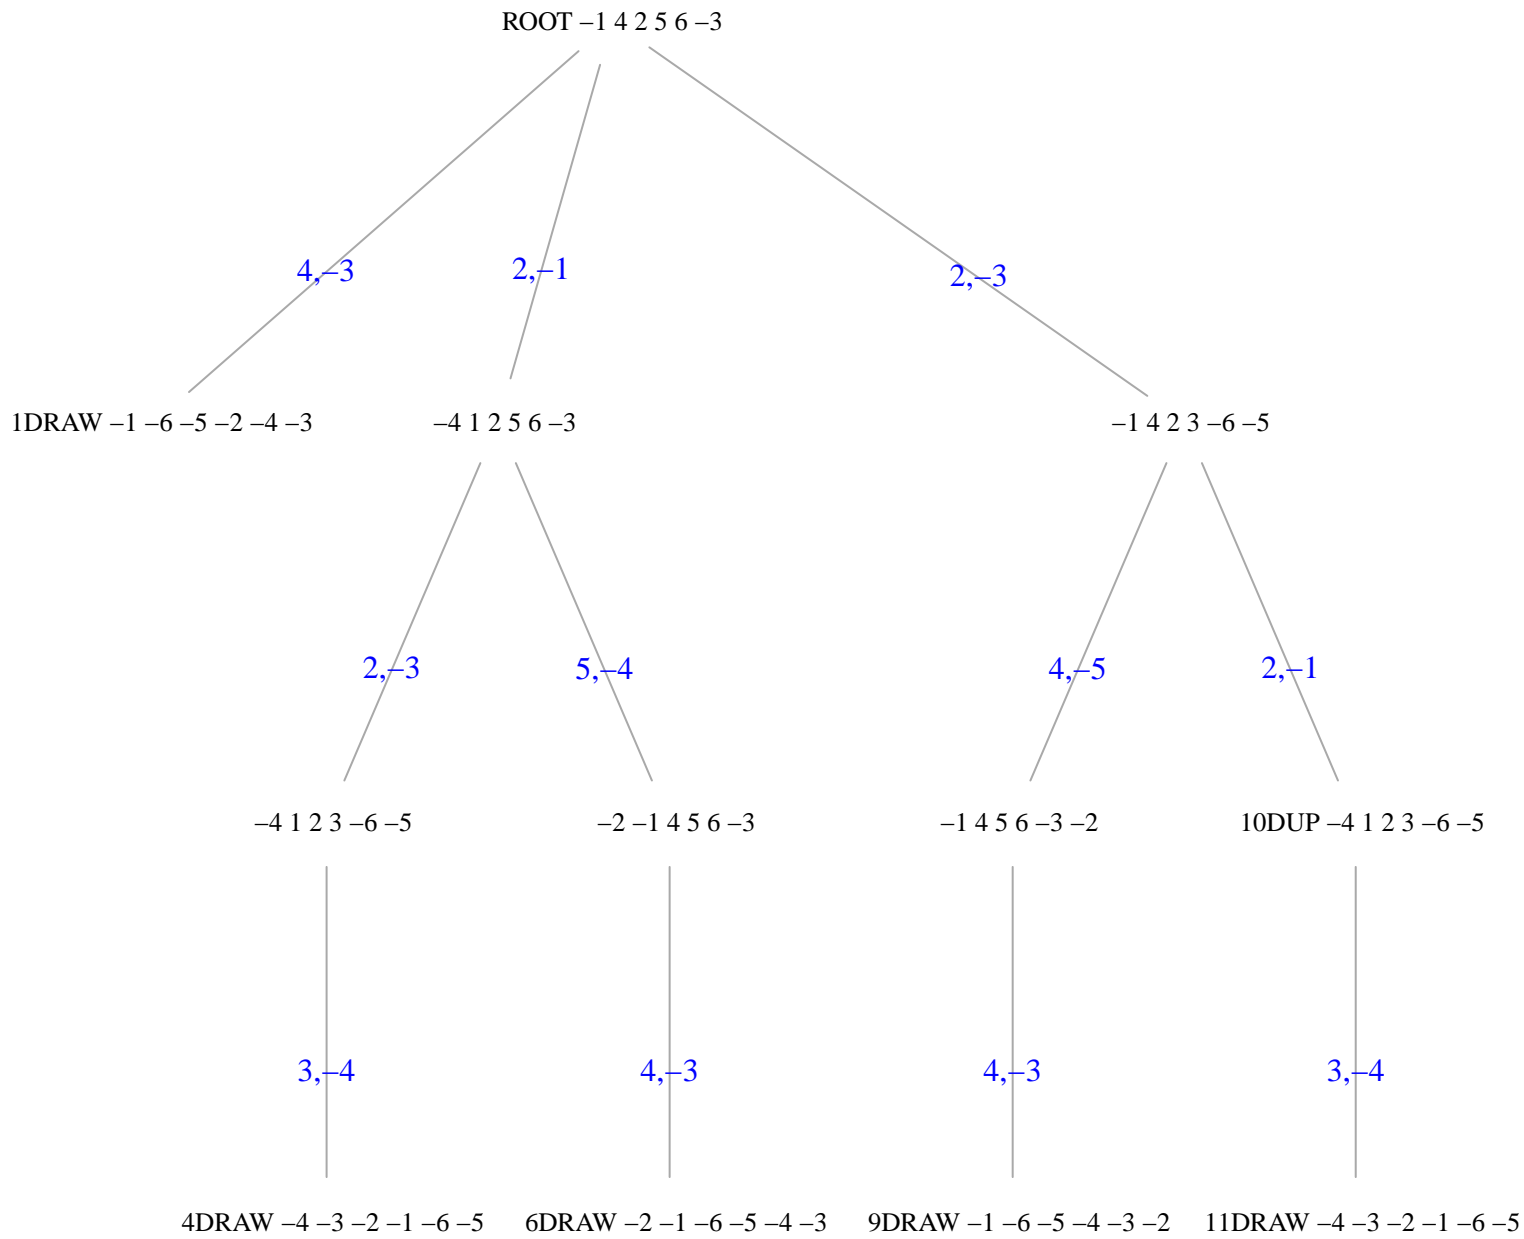 ROOT –1 4 2 5 6 –3
4,–3
2,–1
2,–3
1DRAW –1 –6 –5 –2 –4 –3
–4 1 2 5 6 –3
–1 4 2 3 –6 –5
2,–3
5,–4
4,–5
2,–1
–4 1 2 3 –6 –5
–2 –1 4 5 6 –3
–1 4 5 6 –3 –2
10DUP –4 1 2 3 –6 –5
3,–4
4,–3
4,–3
3,–4
4DRAW –4 –3 –2 –1 –6 –5
6DRAW –2 –1 –6 –5 –4 –3
9DRAW –1 –6 –5 –4 –3 –2
11DRAW –4 –3 –2 –1 –6 –5